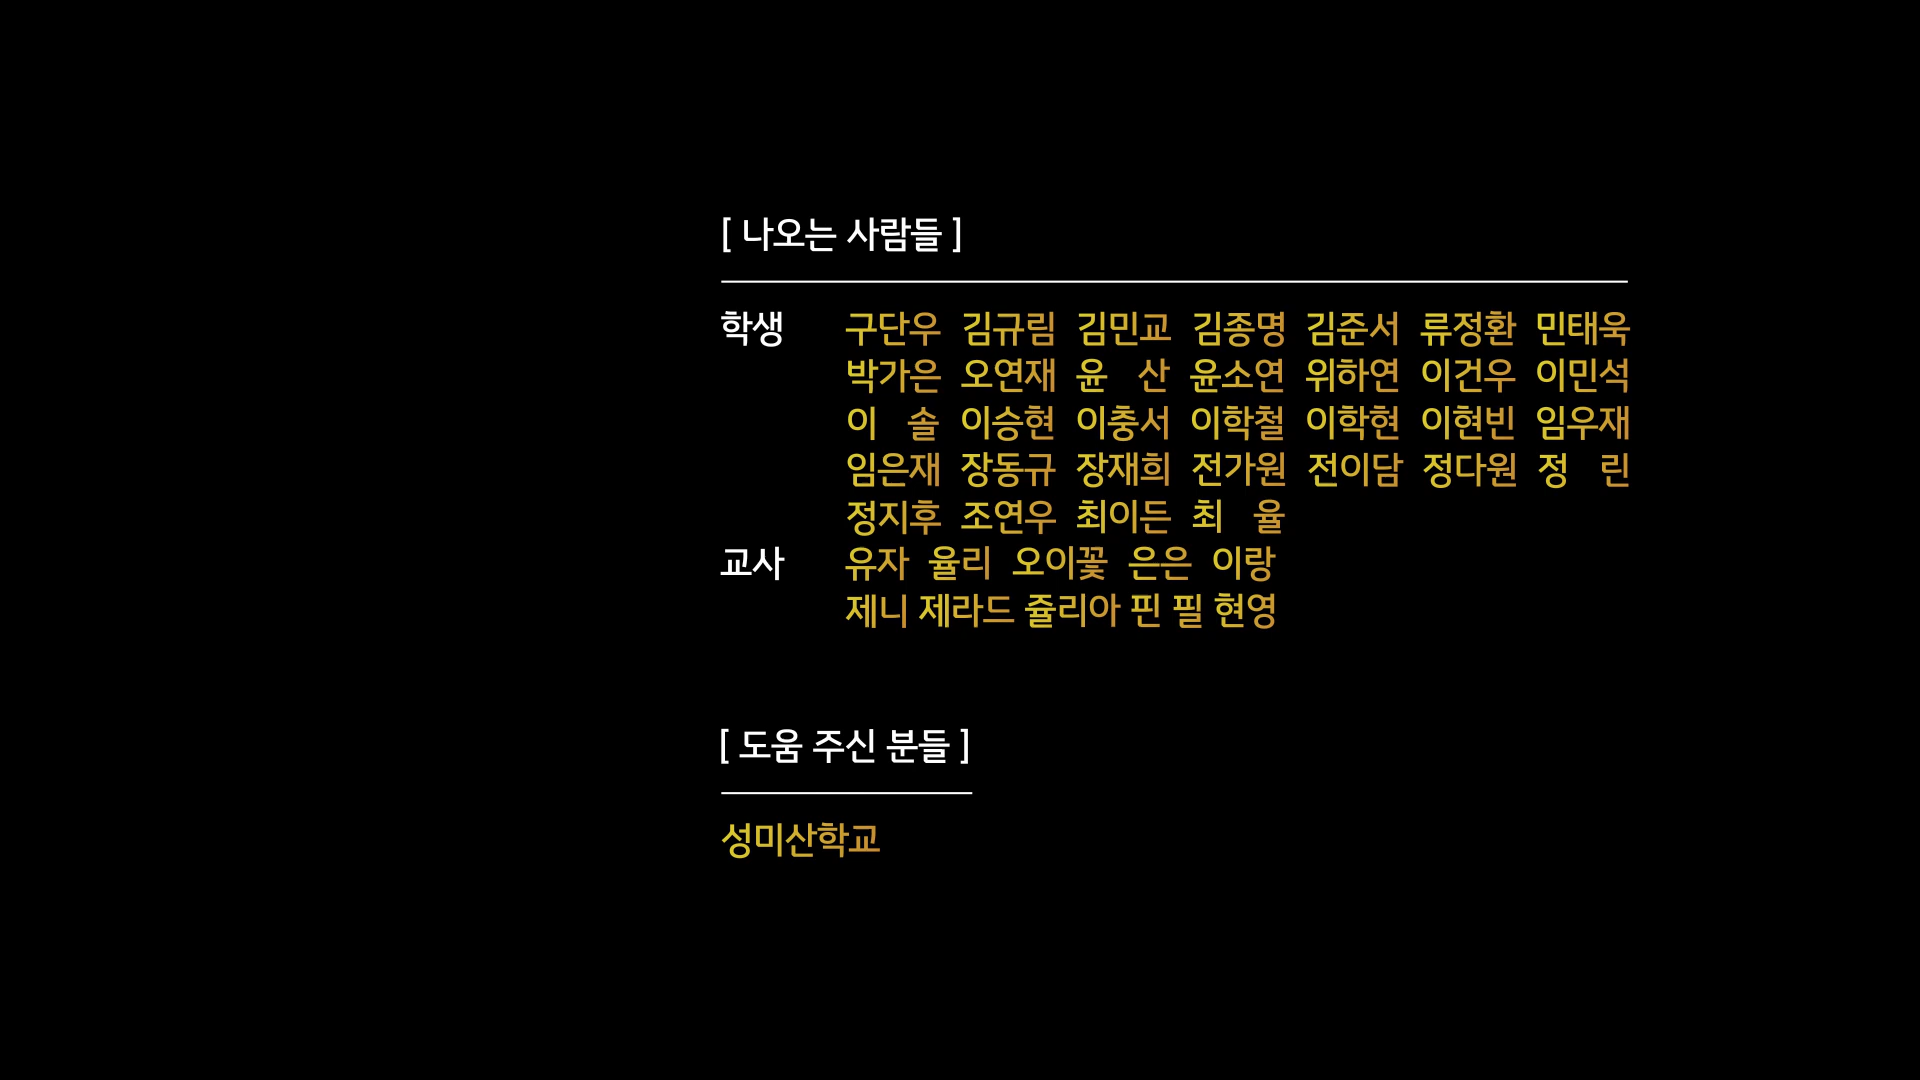 [ 나오는 사람들 ]
학생 구단우 김규림 김민교 김종명 김준서 류정환 민태욱
박가은 오연재 윤 산 윤소연 위하연 이건우 이민석
이 솔 이승현 이충서 이학철 이학현 이현빈 임우재
임은재 장동규 장재희 전가원 전이담 정다원 정 린
정지후 조연우 최이든 최 율
교사 유자 율리 오이꽃 은은 이랑
제니 제라드 쥴리아 핀 필 현영
[ 도움 주신 분들 ]
성미산학교